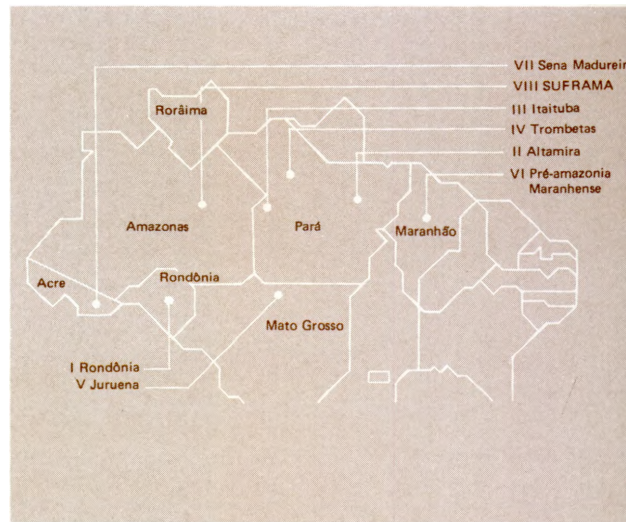 VII Sena Madureir
VIII SUFRAMA
III Itaituba
IV Trombetas
II Altamira
VI Pré-amazonia
Maranhense
Rorâima
Amazonas
Pará
Maranhão
Acre
Rondônia
Mato Grosso
I Rondônia
V Juruena